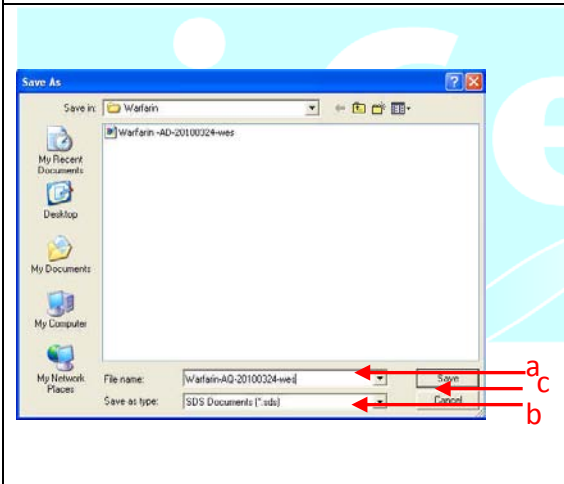 Save As
Save in: Warfarin
Warfarin -AD-20100324-wes
My Recent
Documents
Desktop
My Documents
My Computer
My Network
Places
File name: Warfarin-AQ-20100324-wes Save
Save as type: SDS Documents (*.sds) Cancel
a
c
b